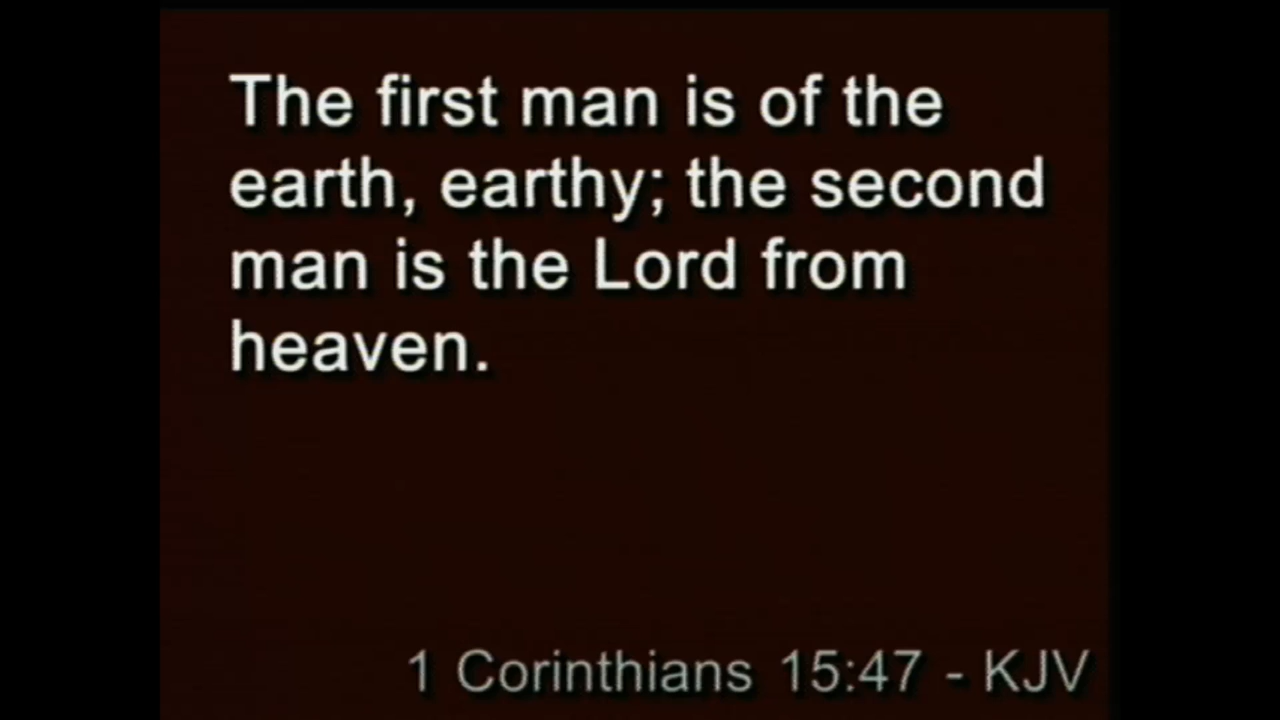 The first man is of the
earth, earthy; the second
man is the Lord from
heaven.
1 Corinthians 15:47 - KJV